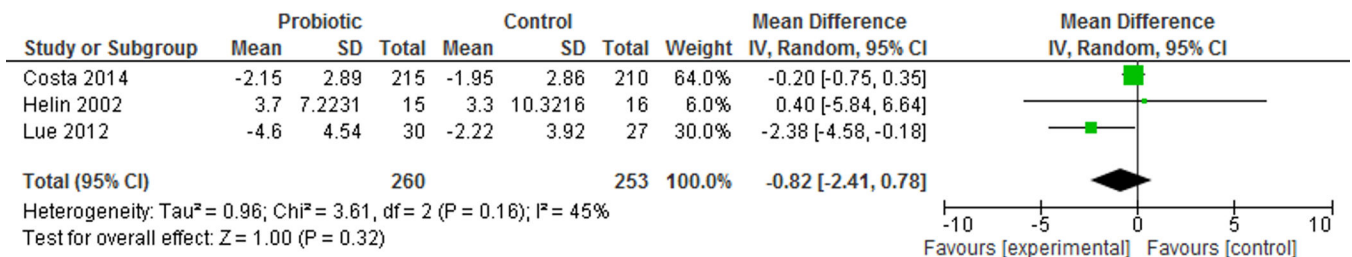 Probiotic Control Mean Difference Mean Difference
Study or Subgroup Mean SD Total Mean SD Total Weight IV, Random, 95% CI IV, Random, 95% CI
Costa 2014 -2.15 2.89 215 -1.95 2.86 210 64.0% -0.20 [-0.75, 0.35]
Helin 2002 3.7 7.2231 15 3.3 10.3216 16 6.0% 0.40 [-5.84, 6.64]
Lue 2012 -4.6 4.54 30 -2.22 3.92 27 30.0% -2.38 [-4.58, -0.18]
Total (95% CI) 260 253 100.0% -0.82 [-2.41, 0.78]
Heterogeneity: Tau² = 0.96; Chi² = 3.61, df = 2 (P = 0.16); I² = 45%
Test for overall effect: Z = 1.00 (P = 0.32)
-10 -5 0 5 10
Favours [experimental] Favours [control]